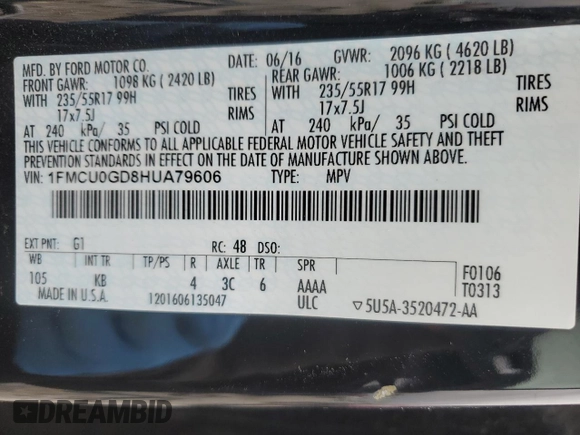 MFD. BY FORD MOTOR CO. 06/16 GVWR: 2096 KG ( 4620 LB)
FRONT GAWR: 1098 KG ( 2420 LB) REAR GAWR: 1006 KG ( 2218 LB)
WITH 235/55R17 99H TIRES WITH 235/55R17 99H TIRES
17x7.5J RIMS 17x7.5J RIMS
AT 240 kPa/ 35 PSI COLD AT 240 kPa/ 35 PSI COLD
THIS VEHICLE CONFORMS TO ALL APPLICABLE FEDERAL MOTOR VEHICLE SAFETY AND THEFT
PREVENTION STANDARDS IN EFFECT ON THE DATE OF MANUFACTURE SHOWN ABOVE.
VIN: 1FMCU0GD8HUA79606 TYPE: MPV
EXT PNT: G1 RC: 48 DSO:
WB INT TR TP/PS R AXLE TR SPR F0106
105 KB 4 3C 6 AAAA T0313
MADE IN U.S.A. 1201606135047 ULC ▽5U5A-3520472-AA
DREAMBID